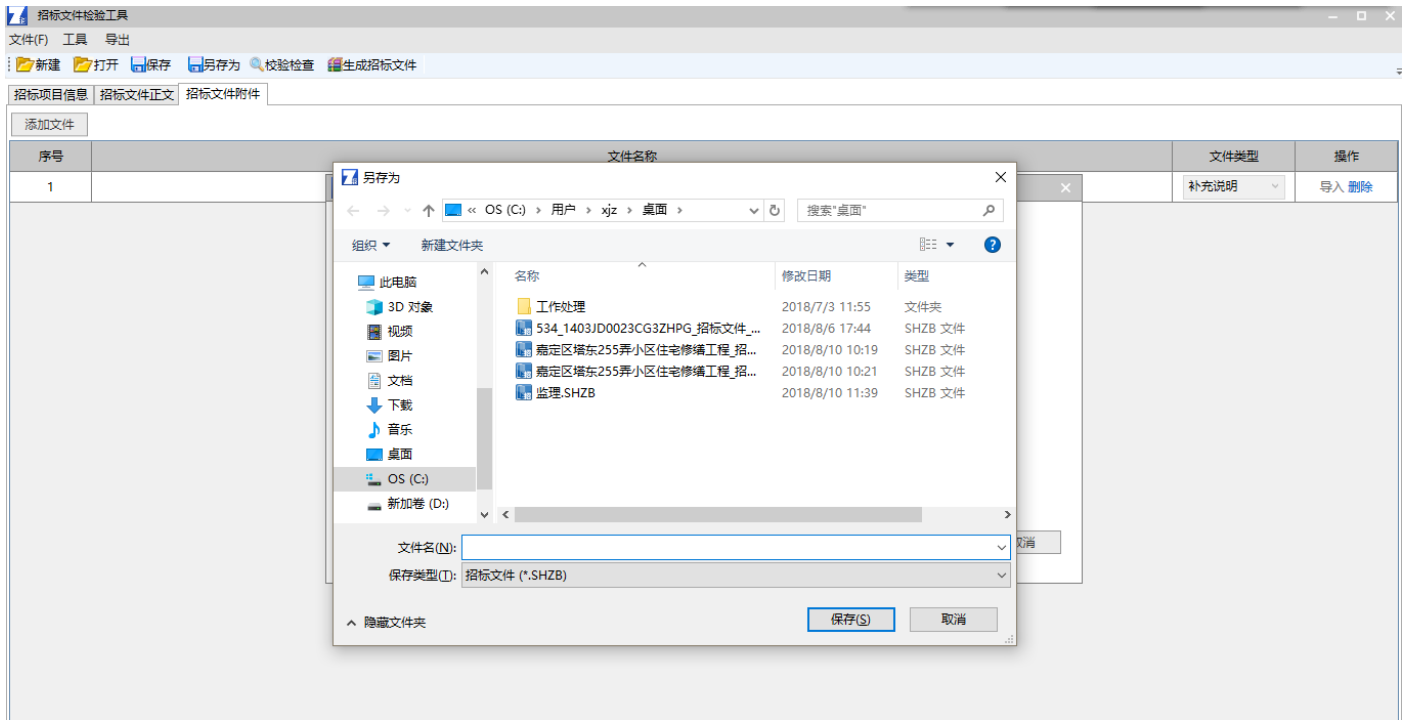 招标文件检验工具
文件(F) 工具 导出
新建 打开 保存 另存为 校验检查 生成招标文件
招标项目信息 招标文件正文 招标文件附件
添加文件
序号 文件名称 文件类型 操作
1 补充说明 导入 删除
另存为
« OS (C:) › 用户 › xjz › 桌面 › 搜索"桌面"
组织 新建文件夹
名称 修改日期 类型
此电脑
3D 对象
视频
图片
文档
下载
音乐
桌面
OS (C:)
新加卷 (D:)
工作处理 2018/7/3 11:55 文件夹
534_1403JD0023CG3ZHPG_招标文件_... 2018/8/6 17:44 SHZB 文件
嘉定区塔东255弄小区住宅修缮工程_招... 2018/8/10 10:19 SHZB 文件
嘉定区塔东255弄小区住宅修缮工程_招... 2018/8/10 10:21 SHZB 文件
监理.SHZB 2018/8/10 11:39 SHZB 文件
文件名(N):
取消
保存类型(T): 招标文件 (*.SHZB)
隐藏文件夹 保存(S) 取消